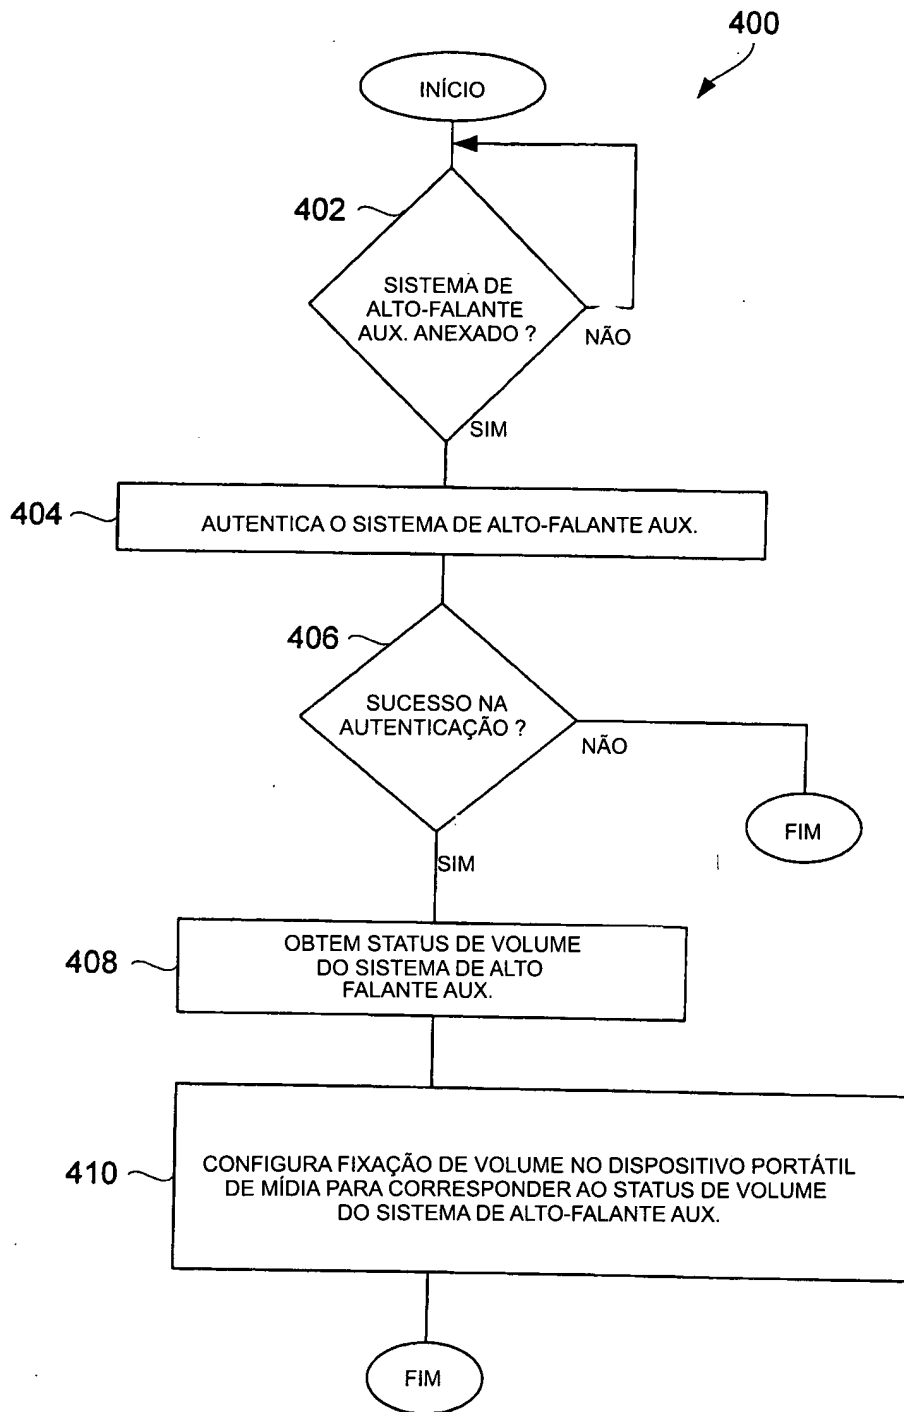 400
INÍCIO
402
SISTEMA DE
ALTO-FALANTE
AUX. ANEXADO ?
NÃO
SIM
404
AUTENTICA O SISTEMA DE ALTO-FALANTE AUX.
406
SUCESSO NA
AUTENTICAÇÃO ?
NÃO
FIM
SIM
408
OBTEM STATUS DE VOLUME
DO SISTEMA DE ALTO
FALANTE AUX.
410
CONFIGURA FIXAÇÃO DE VOLUME NO DISPOSITIVO PORTÁTIL
DE MÍDIA PARA CORRESPONDER AO STATUS DE VOLUME
DO SISTEMA DE ALTO-FALANTE AUX.
FIM